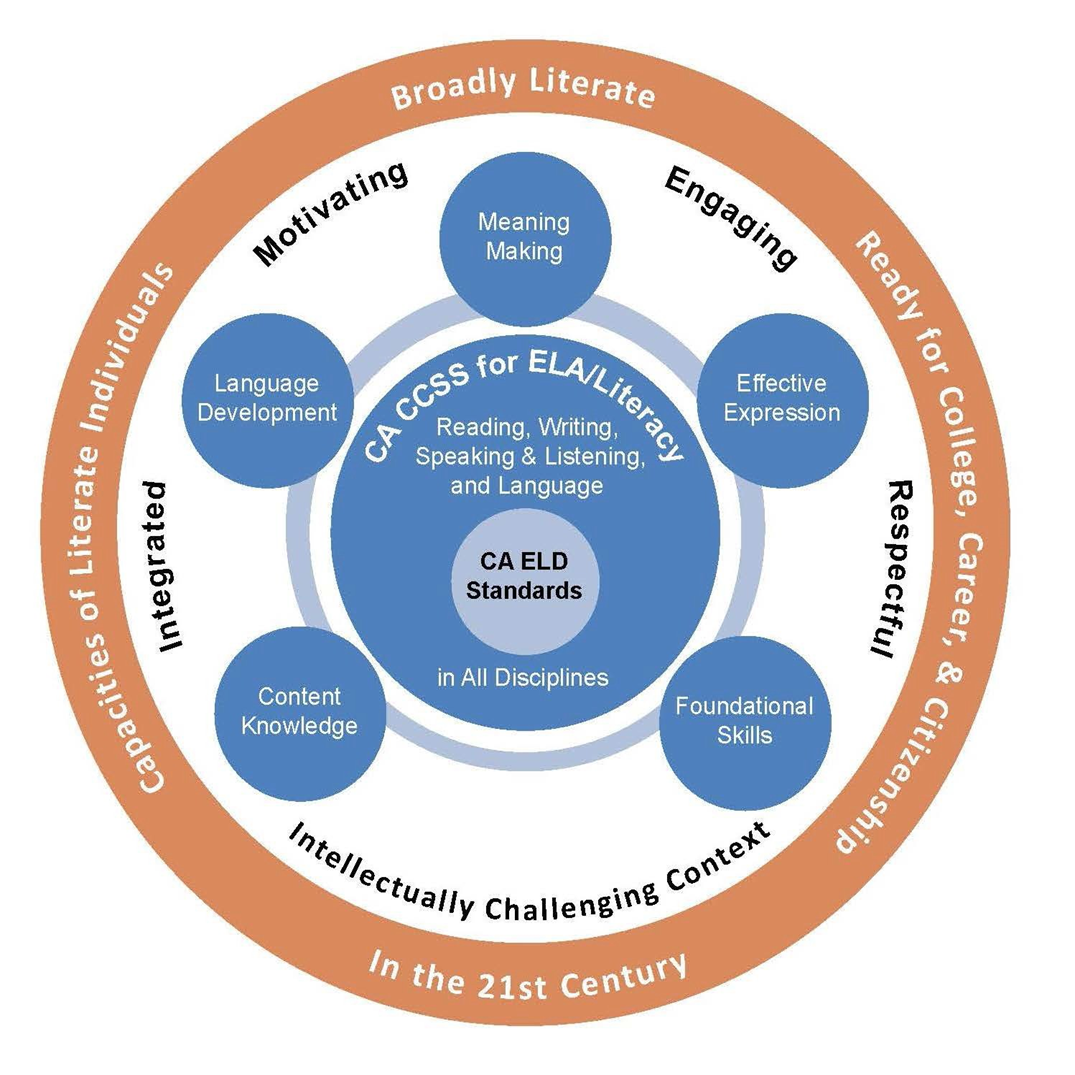 Broadly Literate
Ready for College, Career, & Citizenship
In the 21st Century
Capacities of Literate Individuals
Motivating
Engaging
Respectful
Intellectually Challenging Context
Integrated
Meaning
Making
Effective
Expression
Foundational
Skills
Content
Knowledge
Language
Development
CA CCSS for ELA/Literacy
Reading, Writing,
Speaking & Listening,
and Language
CA ELD
Standards
in All Disciplines